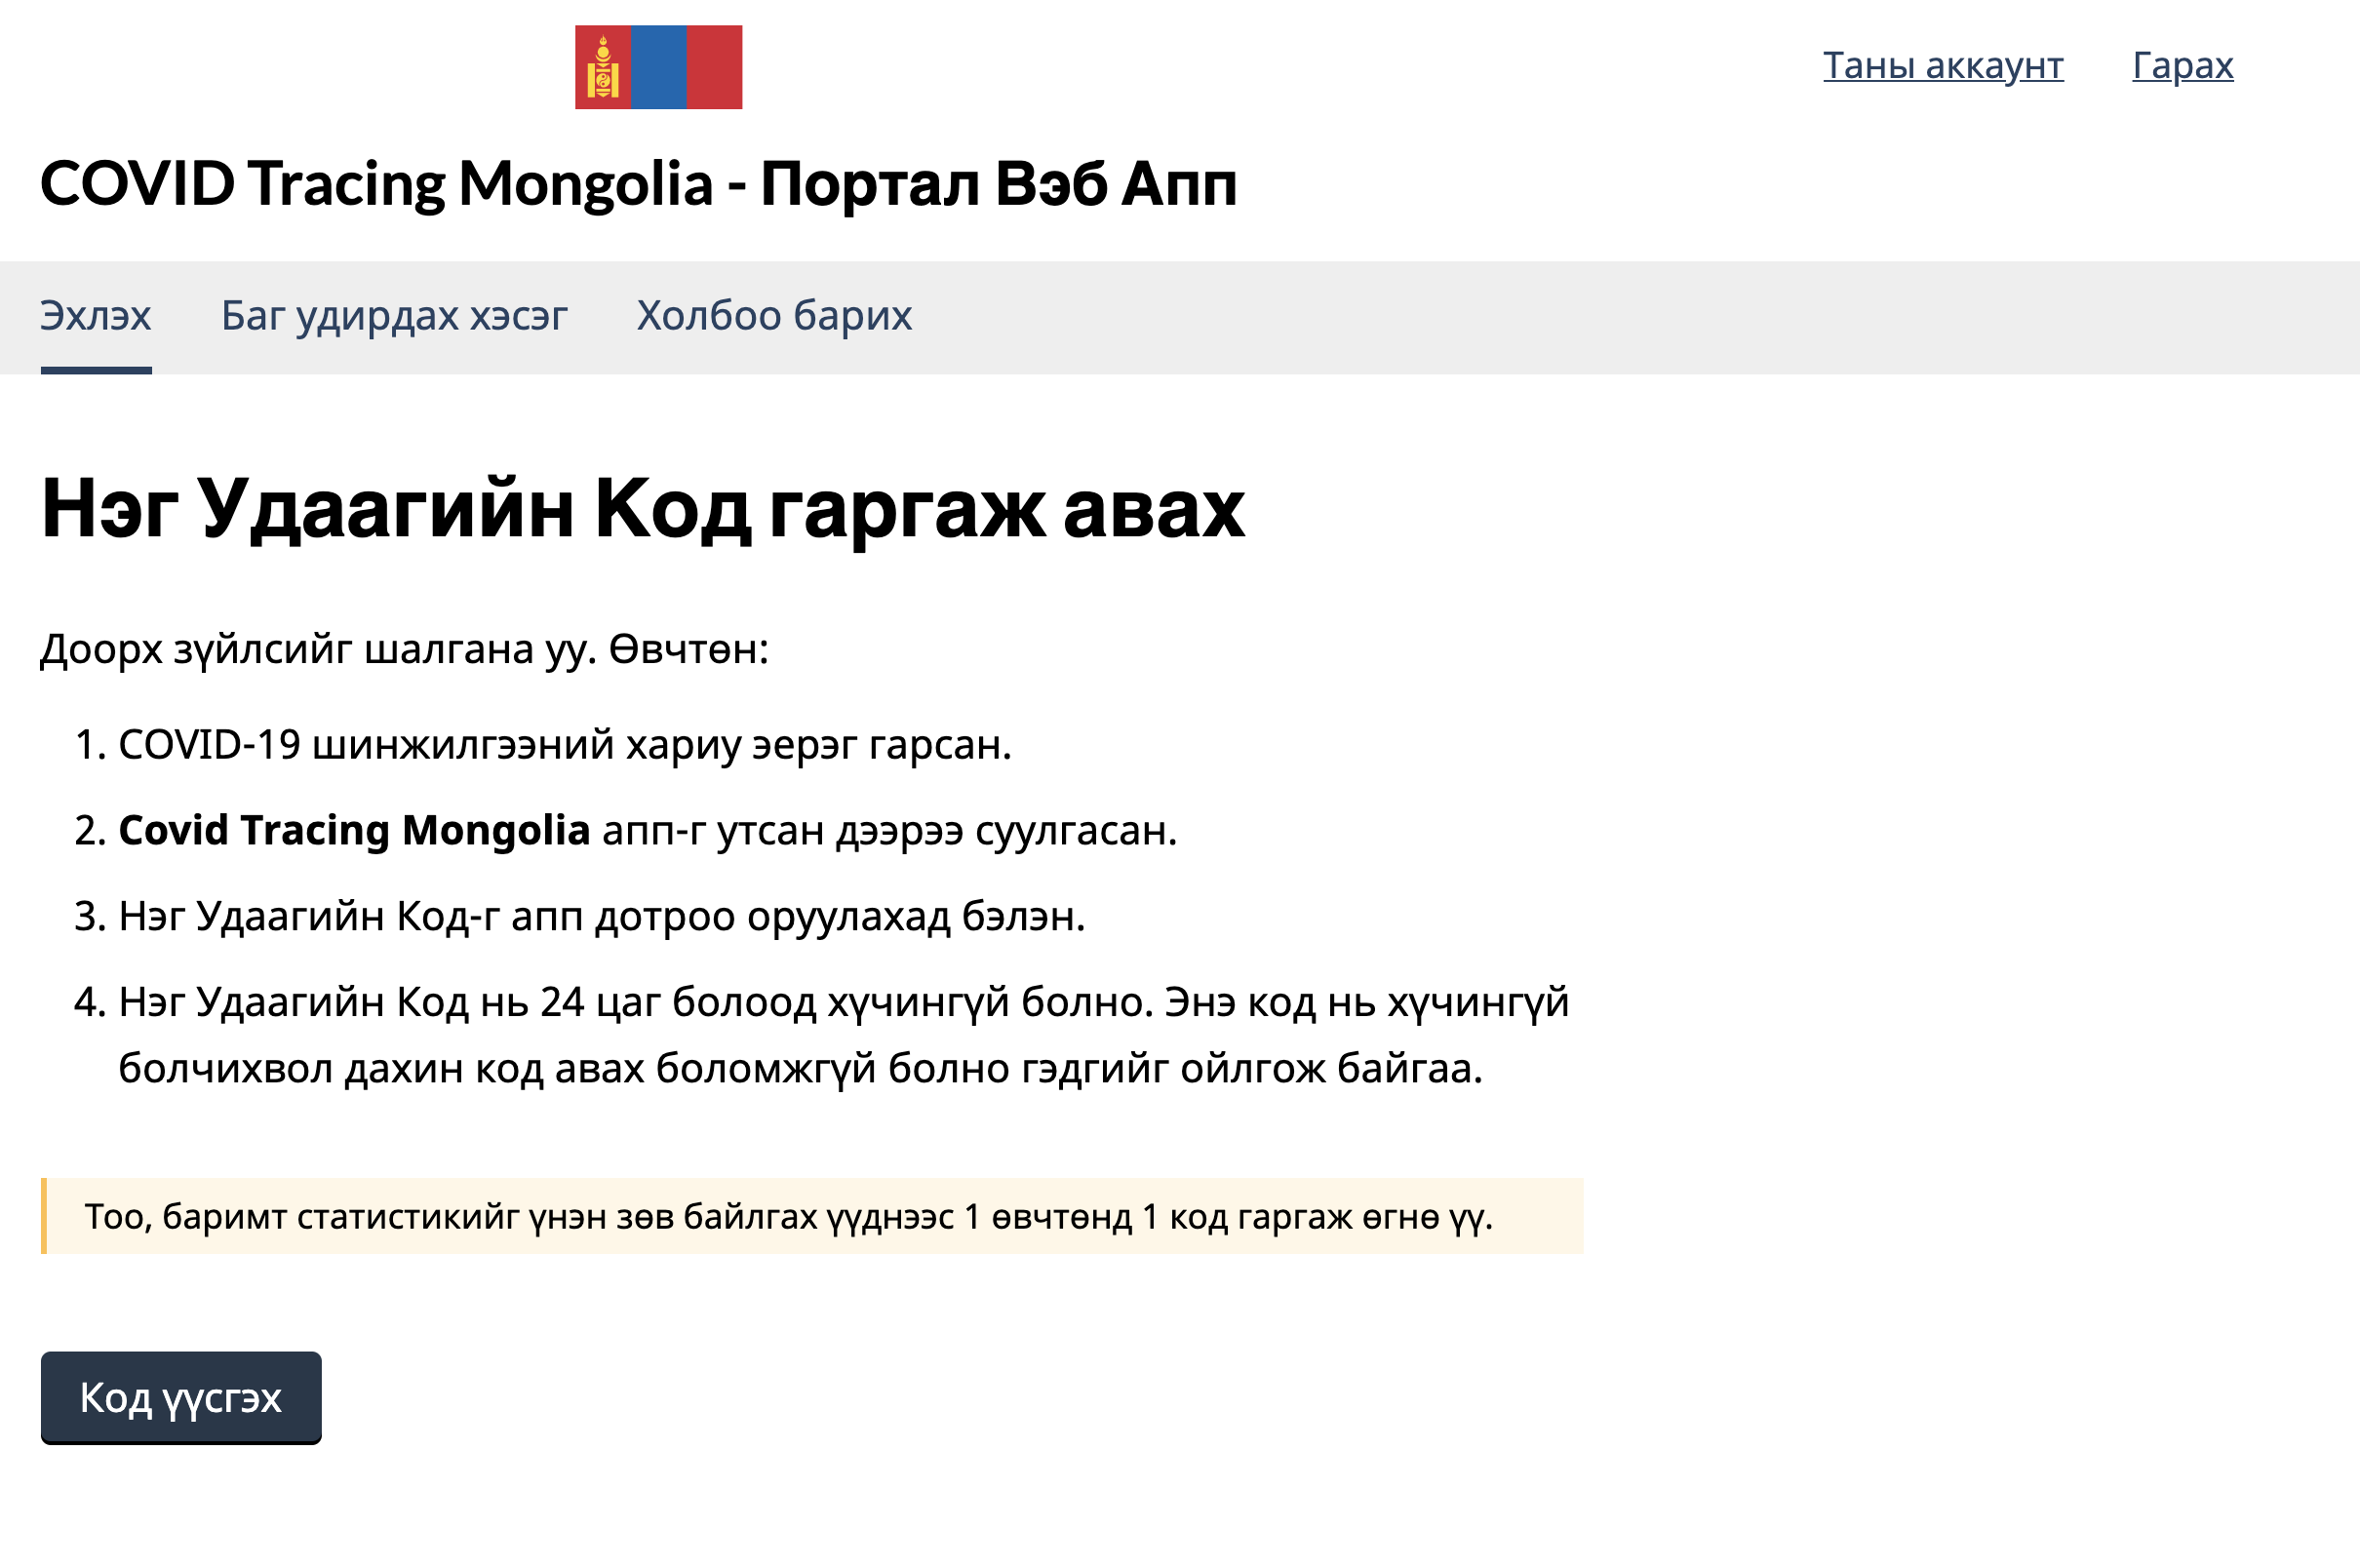 Таны аккаунт Гарах
COVID Tracing Mongolia - Портал Вэб Апп
Эхлэх Баг удирдах хэсэг Холбоо барих
Нэг Удаагийн Код гаргаж авах
Доорх зүйлсийг шалгана уу. Өвчтөн:
1. COVID-19 шинжилгээний хариу эерэг гарсан.
2. Covid Tracing Mongolia апп-г утсан дээрээ суулгасан.
3. Нэг Удаагийн Код-г апп дотроо оруулахад бэлэн.
4. Нэг Удаагийн Код нь 24 цаг болоод хүчингүй болно. Энэ код нь хүчингүй
болчихвол дахин код авах боломжгүй болно гэдгийг ойлгож байгаа.
Тоо, баримт статистикийг үнэн зөв байлгах үүднээс 1 өвчтөнд 1 код гаргаж өгнө үү.
Код үүсгэх